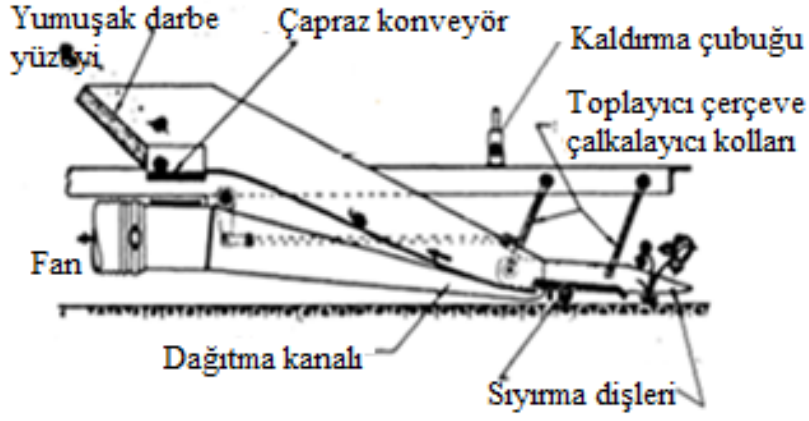 Yumuşak darbe
yüzeyi
Çapraz konveyör
Kaldırma çubuğu
Toplayıcı çerçeve
çalkalayıcı kolları
Fan
Dağıtma kanalı
Sıyırma dişleri